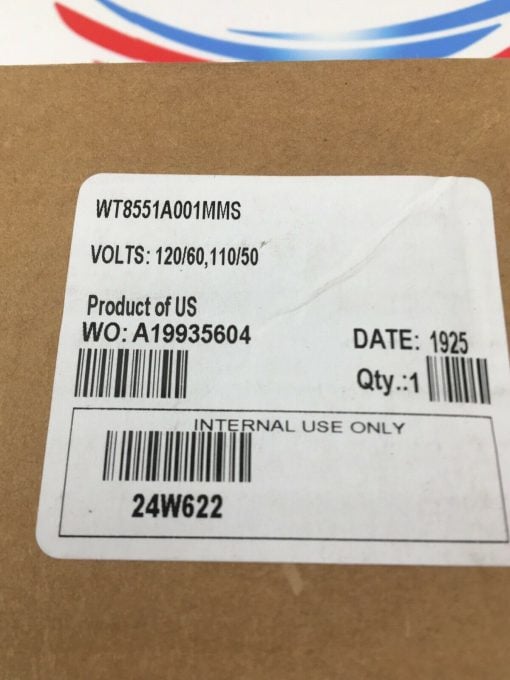 WT8551A001MMS
VOLTS: 120/60,110/50
Product of US
WO: A19935604
DATE: 1925
Qty.:1
INTERNAL USE ONLY
24W622